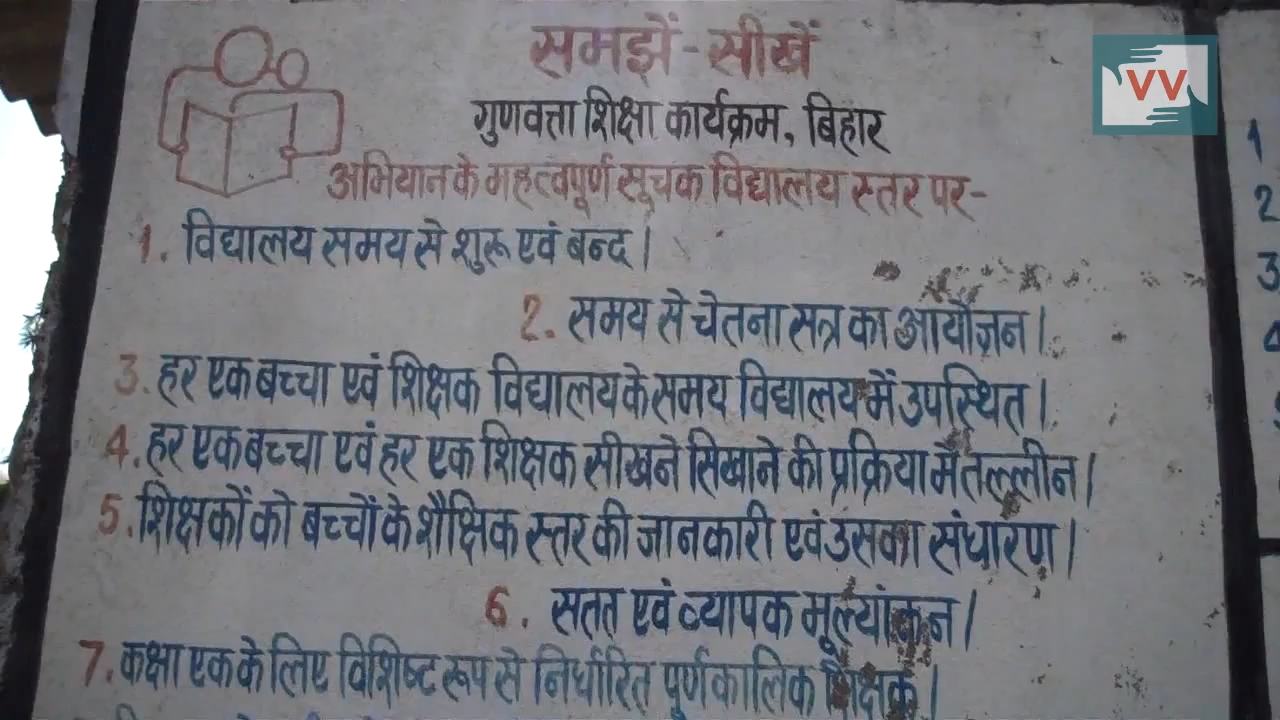 समझें - सीखें
VV
गुणवत्ता शिक्षा कार्यक्रम, बिहार
अभियान के महत्वपूर्ण सूचक विद्यालय स्तर पर-
1. विद्यालय समय से शुरू एवं बन्द।
2. समय से चेतना सत्र का आयोजन।
3. हर एक बच्चा एवं शिक्षक विद्यालय के समय विद्यालय में उपस्थित।
4. हर एक बच्चा एवं हर एक शिक्षक सीखने सिखाने की प्रक्रिया में तल्लीन।
5. शिक्षकों को बच्चों के शैक्षिक स्तर की जानकारी एवं उसका संधारण।
6. सतत एवं व्यापक मूल्यांकन।
7. कक्षा एक के लिए विशिष्ट रूप से निर्धारित पूर्णकालिक शिक्षक।
1
2
3